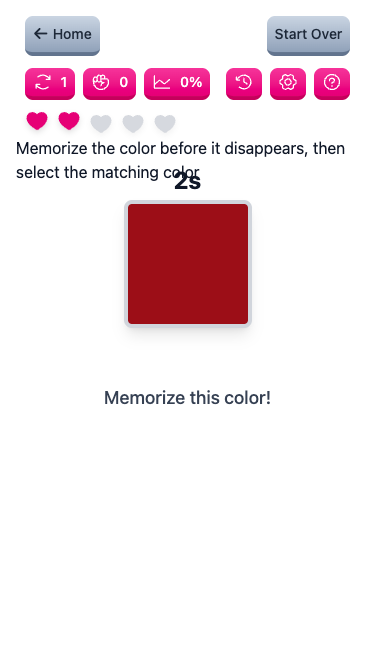 Home
Start Over
1
0
0%
Memorize the color before it disappears, then
select the matching color
2s
Memorize this color!